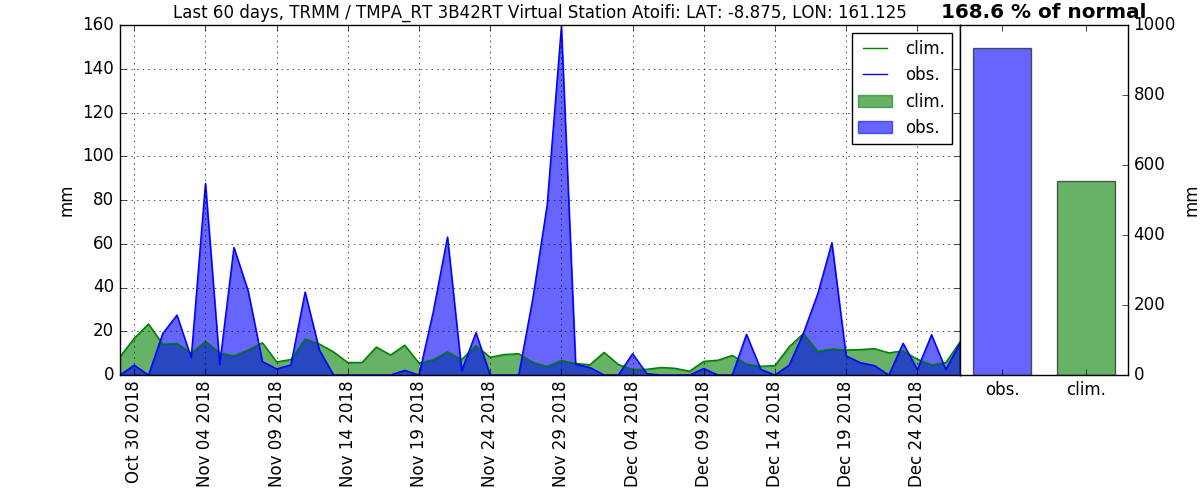 Last 60 days, TRMM / TMPA_RT 3B42RT Virtual Station Atoifi: LAT: -8.875, LON: 161.125
168.6 % of normal
160
140
120
100
80
60
40
20
0
mm
clim.
obs.
clim.
obs.
1000
800
600
400
200
0
mm
Oct 30 2018
Nov 04 2018
Nov 09 2018
Nov 14 2018
Nov 19 2018
Nov 24 2018
Nov 29 2018
Dec 04 2018
Dec 09 2018
Dec 14 2018
Dec 19 2018
Dec 24 2018
obs.
clim.